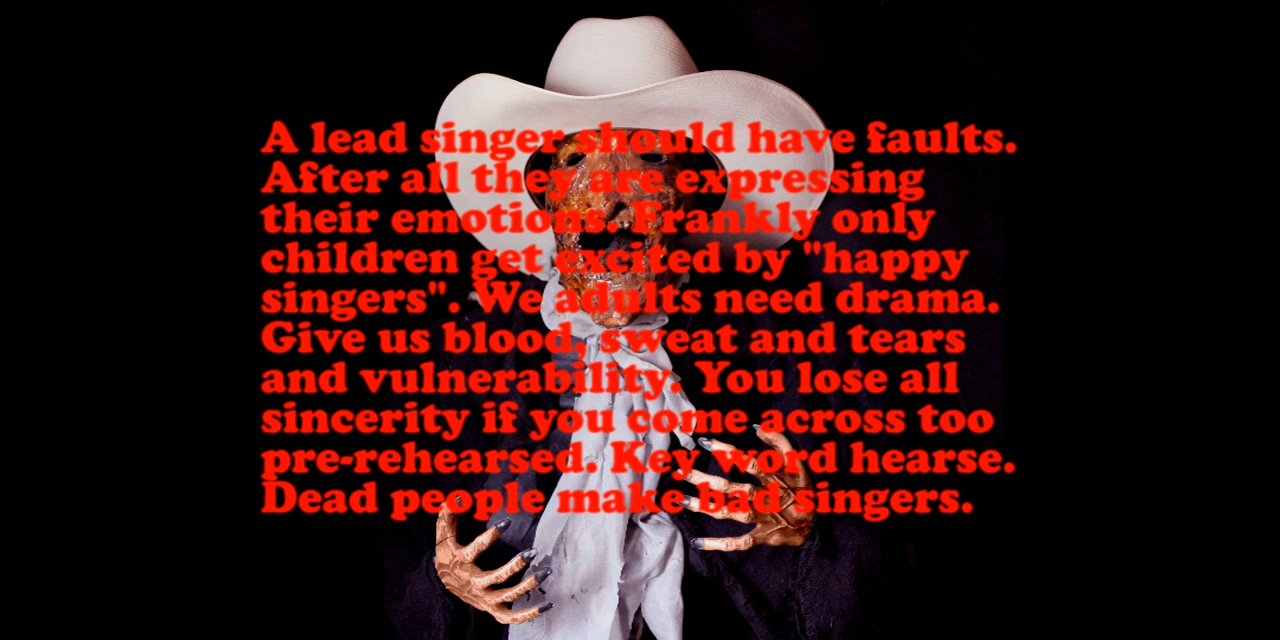 A lead singer should have faults.
After all they are expressing
their emotions. Frankly only
children get excited by "happy
singers". We adults need drama.
Give us blood, sweat and tears
and vulnerability. You lose all
sincerity if you come across too
pre-rehearsed. Key word hearse.
Dead people make bad singers.